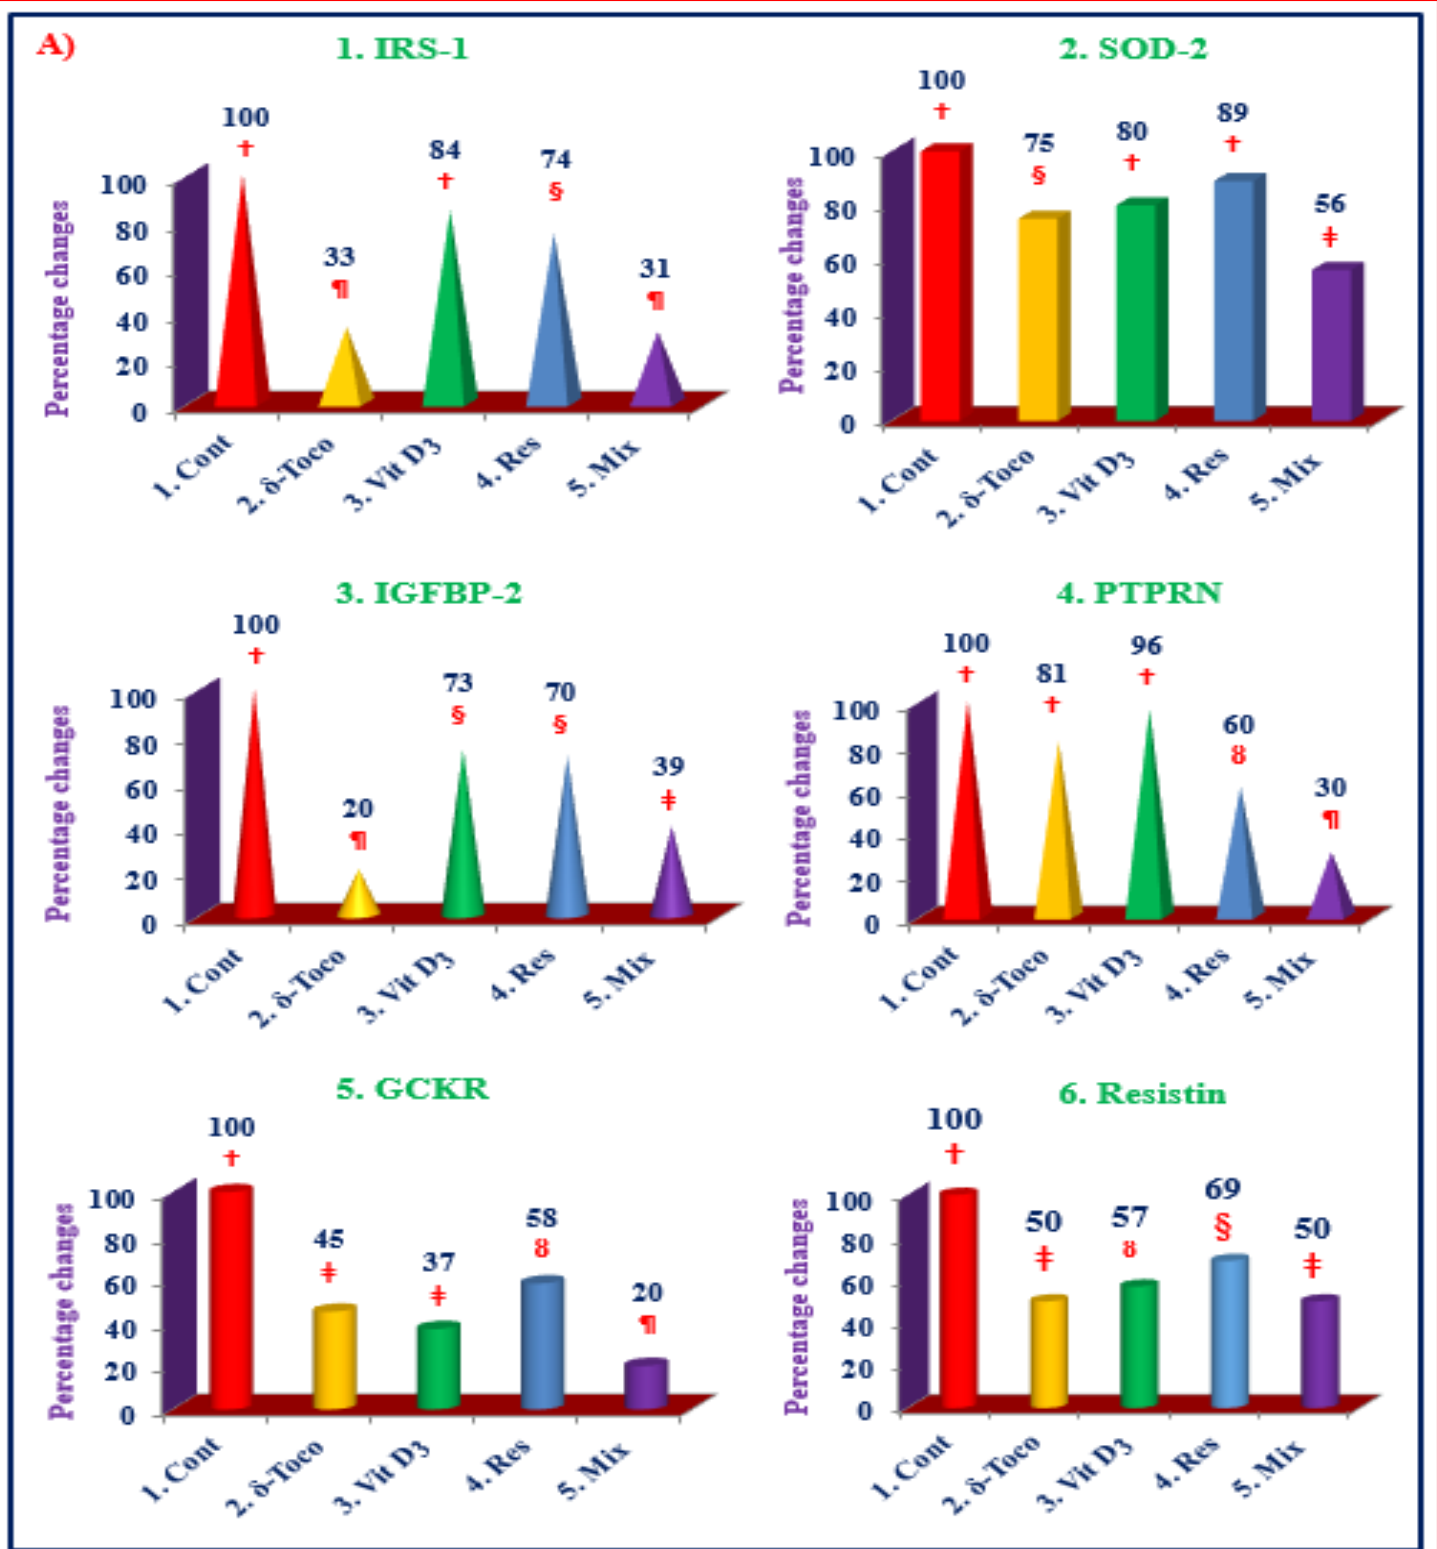 A)
1. IRS-1
100
†
33
¶
84
†
74
§
31
¶
Percentage changes
100
80
60
40
20
0
1. Cont
2. δ-Toco
3. Vit D3
4. Res
5. Mix
2. SOD-2
100
†
75
§
80
†
89
†
56
ǂ
Percentage changes
100
80
60
40
20
0
1. Cont
2. δ-Toco
3. Vit D3
4. Res
5. Mix
3. IGFBP-2
100
†
20
¶
73
§
70
§
39
ǂ
Percentage changes
100
80
60
40
20
0
1. Cont
2. δ-Toco
3. Vit D3
4. Res
5. Mix
4. PTPRN
100
†
81
†
96
†
60
8
30
¶
Percentage changes
100
80
60
40
20
0
1. Cont
2. δ-Toco
3. Vit D3
4. Res
5. Mix
5. GCKR
100
†
45
ǂ
37
ǂ
58
8
20
¶
Percentage changes
100
80
60
40
20
0
1. Cont
2. δ-Toco
3. Vit D3
4. Res
5. Mix
6. Resistin
100
†
50
‡
57
8
69
§
50
‡
Percentage changes
100
80
60
40
20
0
1. Cont
2. δ-Toco
3. Vit D3
4. Res
5. Mix